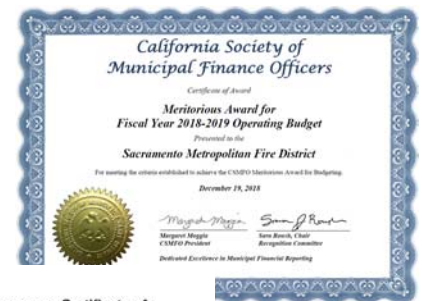 California Society of
Municipal Finance Officers
Certificate of Award
Meritorious Award for
Fiscal Year 2018-2019 Operating Budget
Presented to the
Sacramento Metropolitan Fire District
For meeting the criteria established to achieve the CSMFO Meritorious Award for Budgeting.
December 19, 2018
Margaret Moggia
CSMFO President
Sara Roush, Chair
Recognition Committee
Dedicated Excellence in Municipal Financial Reporting